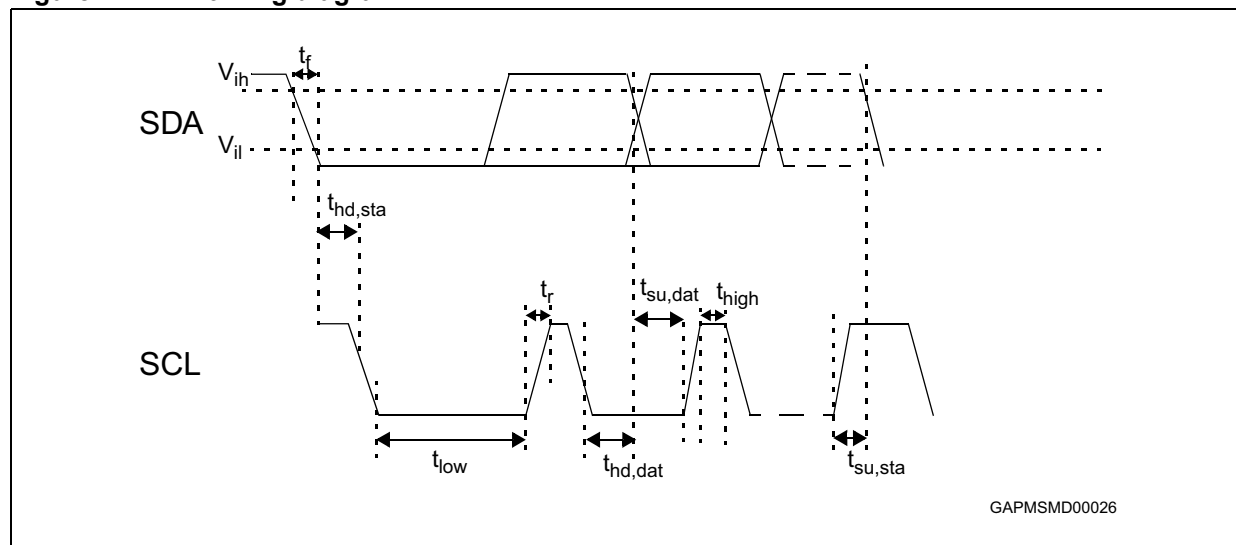 t_f
V_ih
SDA
V_il
t_hd,sta
t_r
t_su,dat
t_high
SCL
t_low
t_hd,dat
t_su,sta
GAPMSMD00026